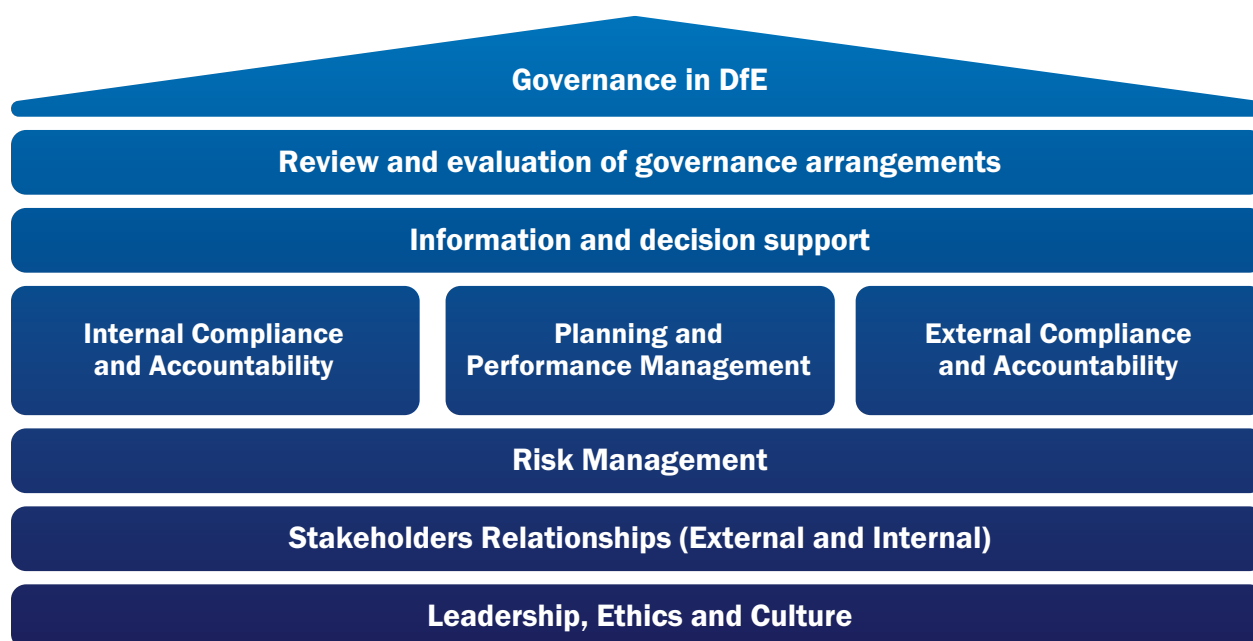 Governance in DfE
Review and evaluation of governance arrangements
Information and decision support
Internal Compliance
and Accountability
Planning and
Performance Management
External Compliance
and Accountability
Risk Management
Stakeholders Relationships (External and Internal)
Leadership, Ethics and Culture